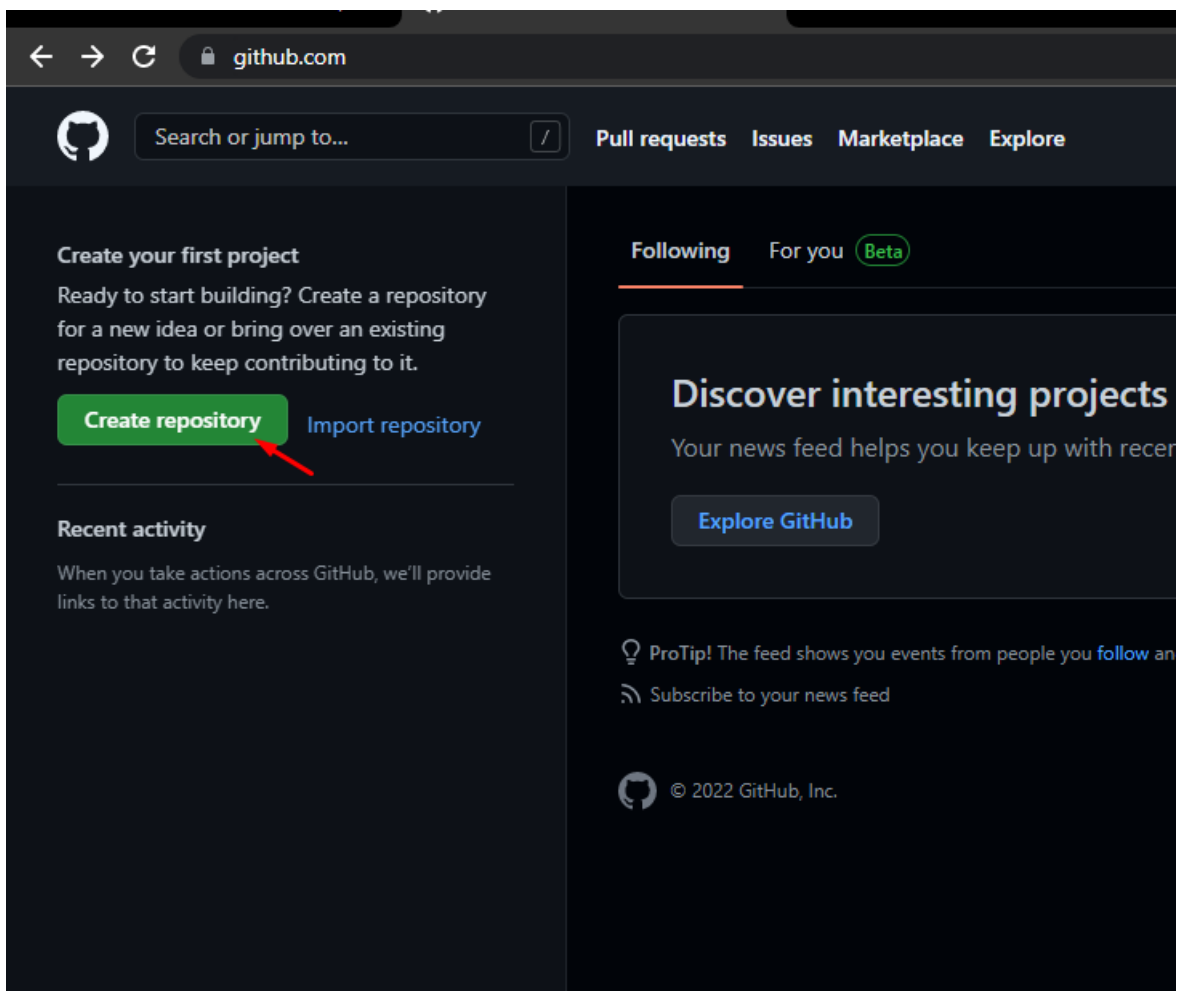 github.com
Search or jump to... /
Pull requests Issues Marketplace Explore
Create your first project
Ready to start building? Create a repository
for a new idea or bring over an existing
repository to keep contributing to it.
Create repository Import repository
Recent activity
When you take actions across GitHub, we'll provide
links to that activity here.
Following For you Beta
Discover interesting projects
Your news feed helps you keep up with recen
Explore GitHub
ProTip! The feed shows you events from people you follow an
Subscribe to your news feed
© 2022 GitHub, Inc.